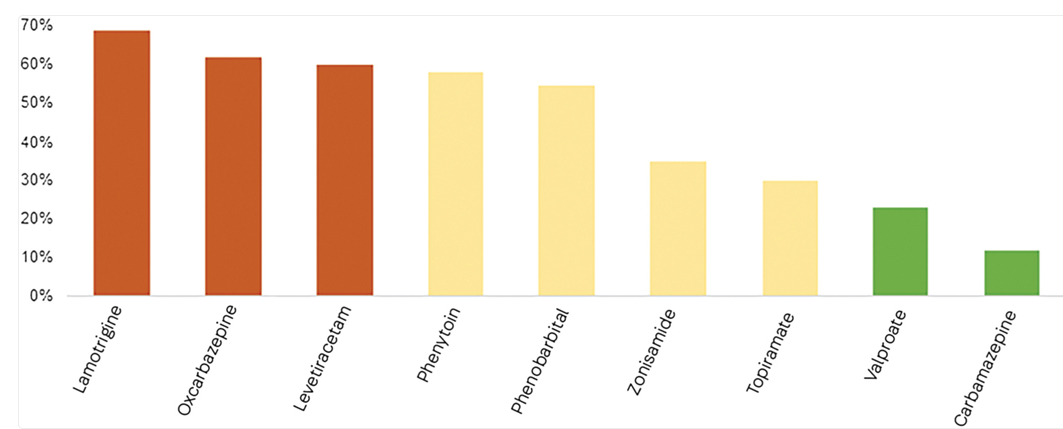 70%
60%
50%
40%
30%
20%
10%
0%
Lamotrigine
Oxcarbazepine
Levetiracetam
Phenytoin
Phenobarbital
Zonisamide
Topiramate
Valproate
Carbamazepine